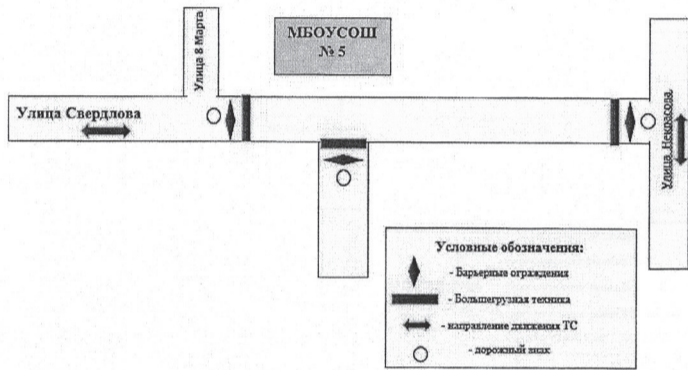 МБОУСОШ
№ 5
Улица 8 Марта
Улица Свердлова
Улица Некрасова
Условные обозначения:
- Барьерные ограждения
- Большегрузная техника
- направление движения ТС
- дорожный знак